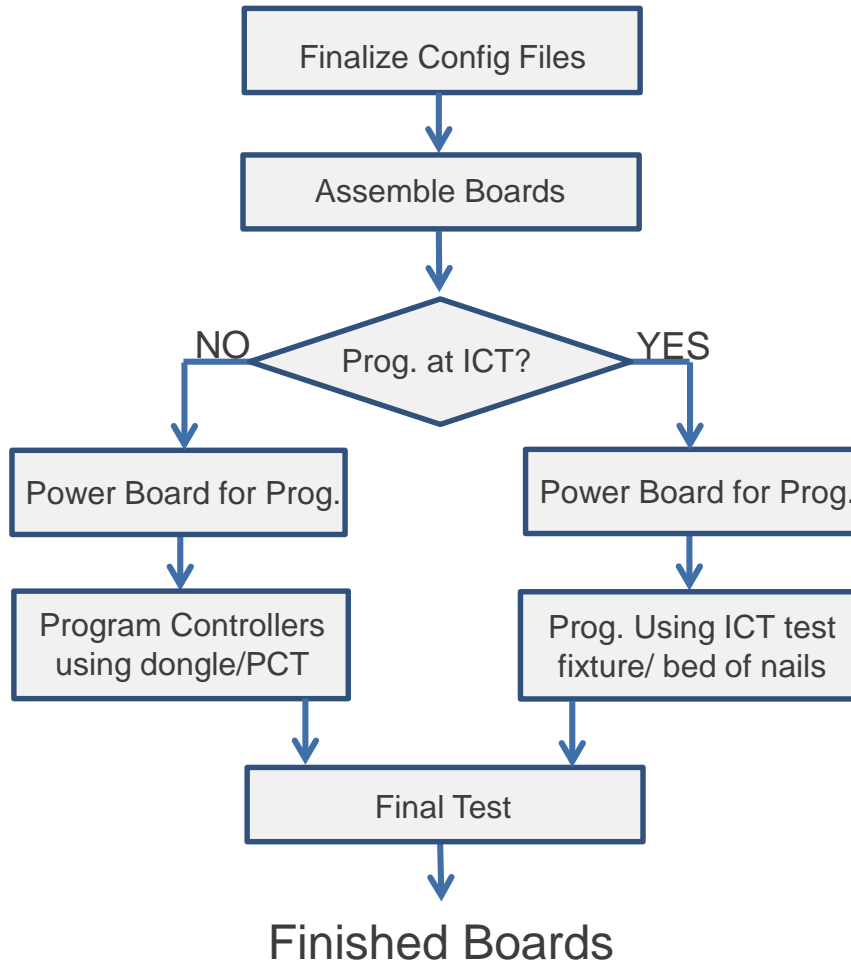 Finalize Config Files
Assemble Boards
Prog. at ICT?
NO
YES
Power Board for Prog.
Power Board for Prog.
Program Controllers
using dongle/PCT
Prog. Using ICT test
fixture/ bed of nails
Final Test
Finished Boards